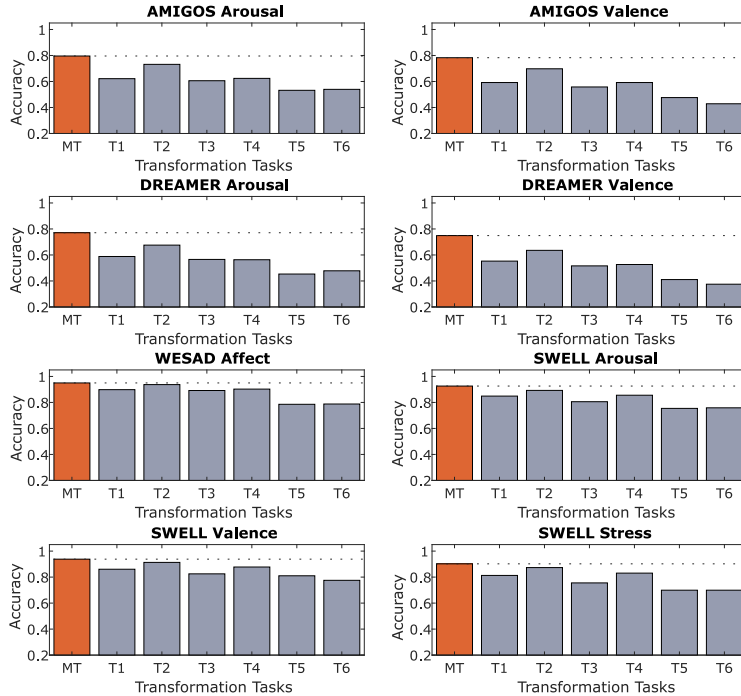 AMIGOS Arousal
1
0.8
0.6
0.4
0.2
Accuracy
MT T1 T2 T3 T4 T5 T6
Transformation Tasks
AMIGOS Valence
1
0.8
0.6
0.4
0.2
Accuracy
MT T1 T2 T3 T4 T5 T6
Transformation Tasks
DREAMER Arousal
1
0.8
0.6
0.4
0.2
Accuracy
MT T1 T2 T3 T4 T5 T6
Transformation Tasks
DREAMER Valence
1
0.8
0.6
0.4
0.2
Accuracy
MT T1 T2 T3 T4 T5 T6
Transformation Tasks
WESAD Affect
1
0.8
0.6
0.4
0.2
Accuracy
MT T1 T2 T3 T4 T5 T6
Transformation Tasks
SWELL Arousal
1
0.8
0.6
0.4
0.2
Accuracy
MT T1 T2 T3 T4 T5 T6
Transformation Tasks
SWELL Valence
1
0.8
0.6
0.4
0.2
Accuracy
MT T1 T2 T3 T4 T5 T6
Transformation Tasks
SWELL Stress
1
0.8
0.6
0.4
0.2
Accuracy
MT T1 T2 T3 T4 T5 T6
Transformation Tasks